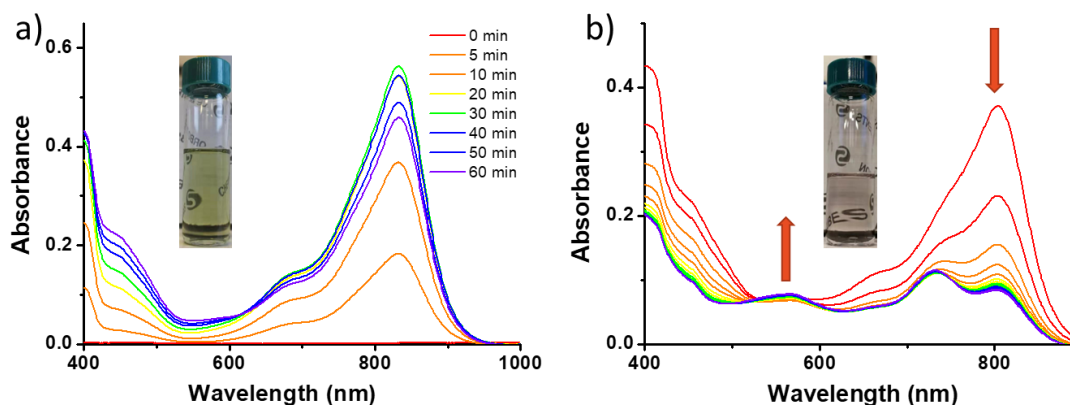 a)
0.6
0.4
0.2
0.0
Absorbance
400
600
800
1000
Wavelength (nm)
0 min
5 min
10 min
20 min
30 min
40 min
50 min
60 min
b)
0.4
0.2
0.0
Absorbance
400
600
800
Wavelength (nm)
BES